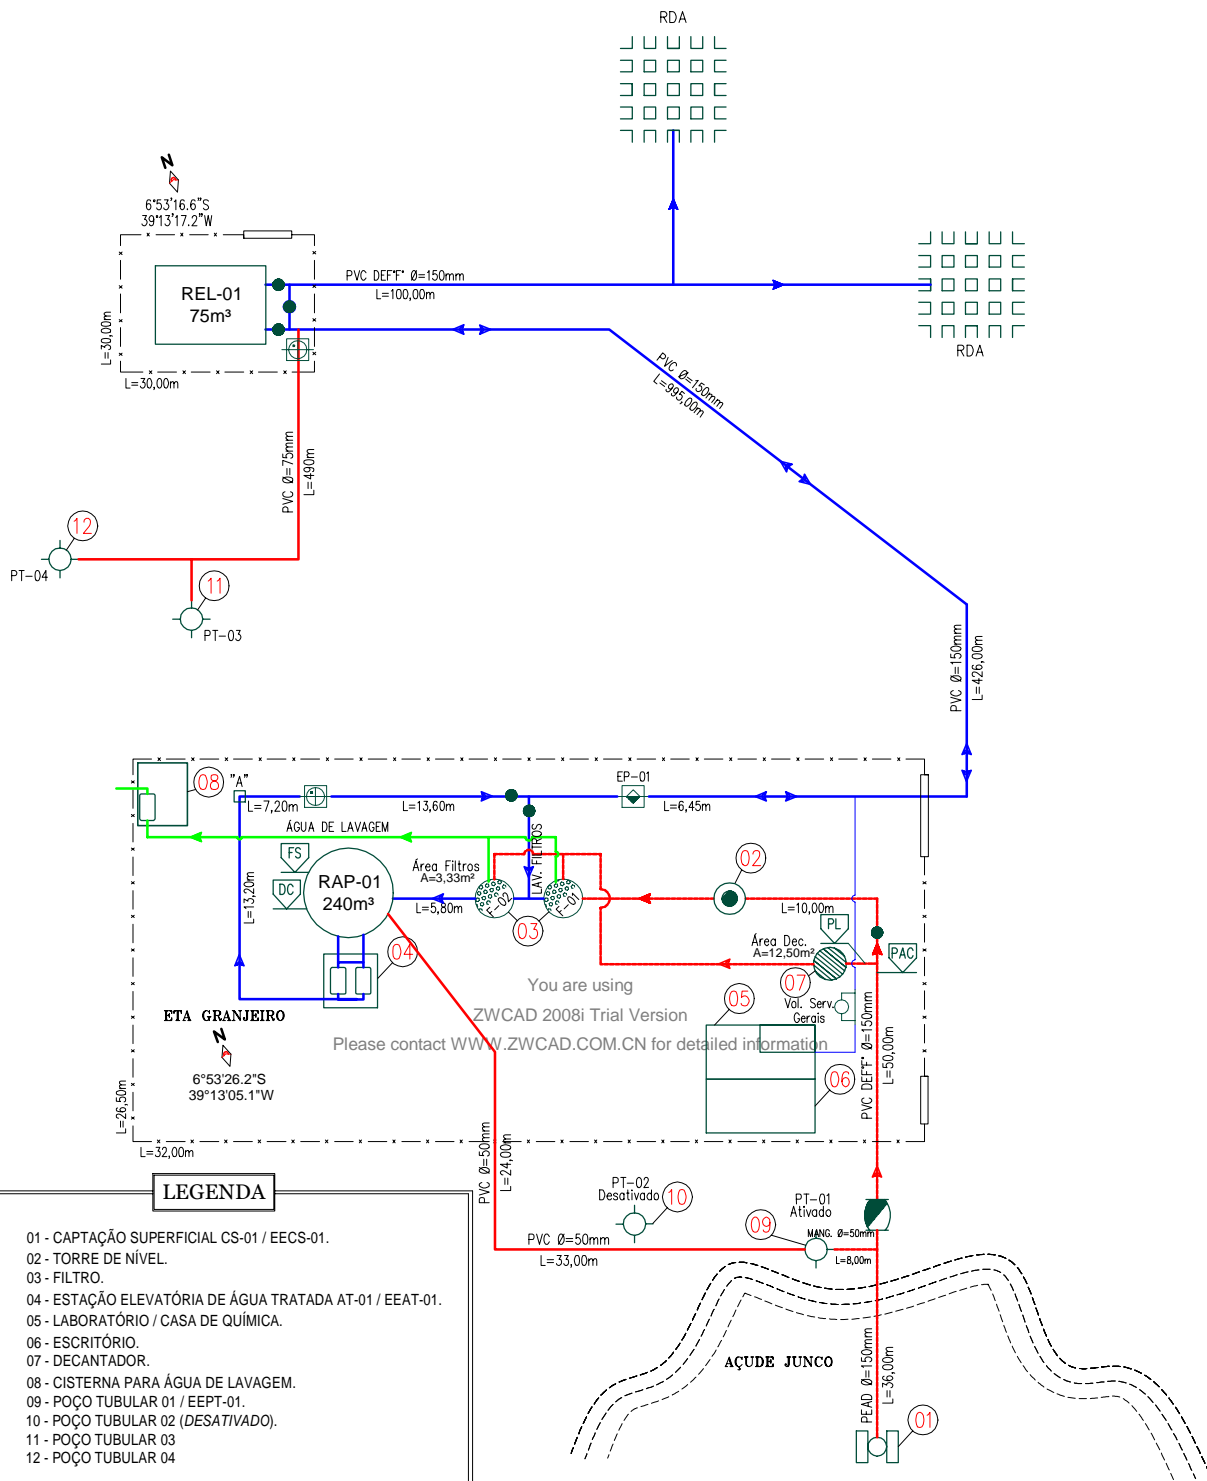 RDA
N
6°53'16.6"S
39°13'17.2"W
REL-01
75m³
PVC DEF°F° Ø=150mm
L=100,00m
RDA
L=30,00m
L=30,00m
PVC Ø=150mm
L=995,00m
PVC Ø=75mm
L=490m
12
PT-04
11
PT-03
PVC Ø=150mm
L=426,00m
08
"A"
L=7,20m
L=13,60m
EP-01
L=6,45m
ÁGUA DE LAVAGEM
LAV. FILTROS
FS
DC
RAP-01
240m³
Área Filtros
A=3,33m²
L=5,80m
F-02
F-01
03
02
L=10,00m
L=13,20m
04
PL
PAC
Área Dec.
A=12,50m²
07
05
Vol. Serv.
Gerais
06
You are using
ZWCAD 2008i Trial Version
Please contact WWW.ZWCAD.COM.CN for detailed information
ETA GRANJEIRO
N
6°53'26.2"S
39°13'05.1"W
PVC DEF°F° Ø=150mm
L=50,00m
L=26,50m
L=32,00m
PVC Ø=50mm
L=24,00m
PT-02
Desativado
10
PT-01
Ativado
09
MANG. Ø=50mm
L=8,00m
PVC Ø=50mm
L=33,00m
AÇUDE JUNCO
PEAD Ø=150mm
L=36,00m
01
LEGENDA
01 - CAPTAÇÃO SUPERFICIAL CS-01 / EECS-01.
02 - TORRE DE NÍVEL.
03 - FILTRO.
04 - ESTAÇÃO ELEVATÓRIA DE ÁGUA TRATADA AT-01 / EEAT-01.
05 - LABORATÓRIO / CASA DE QUÍMICA.
06 - ESCRITÓRIO.
07 - DECANTADOR.
08 - CISTERNA PARA ÁGUA DE LAVAGEM.
09 - POÇO TUBULAR 01 / EEPT-01.
10 - POÇO TUBULAR 02 (DESATIVADO).
11 - POÇO TUBULAR 03
12 - POÇO TUBULAR 04